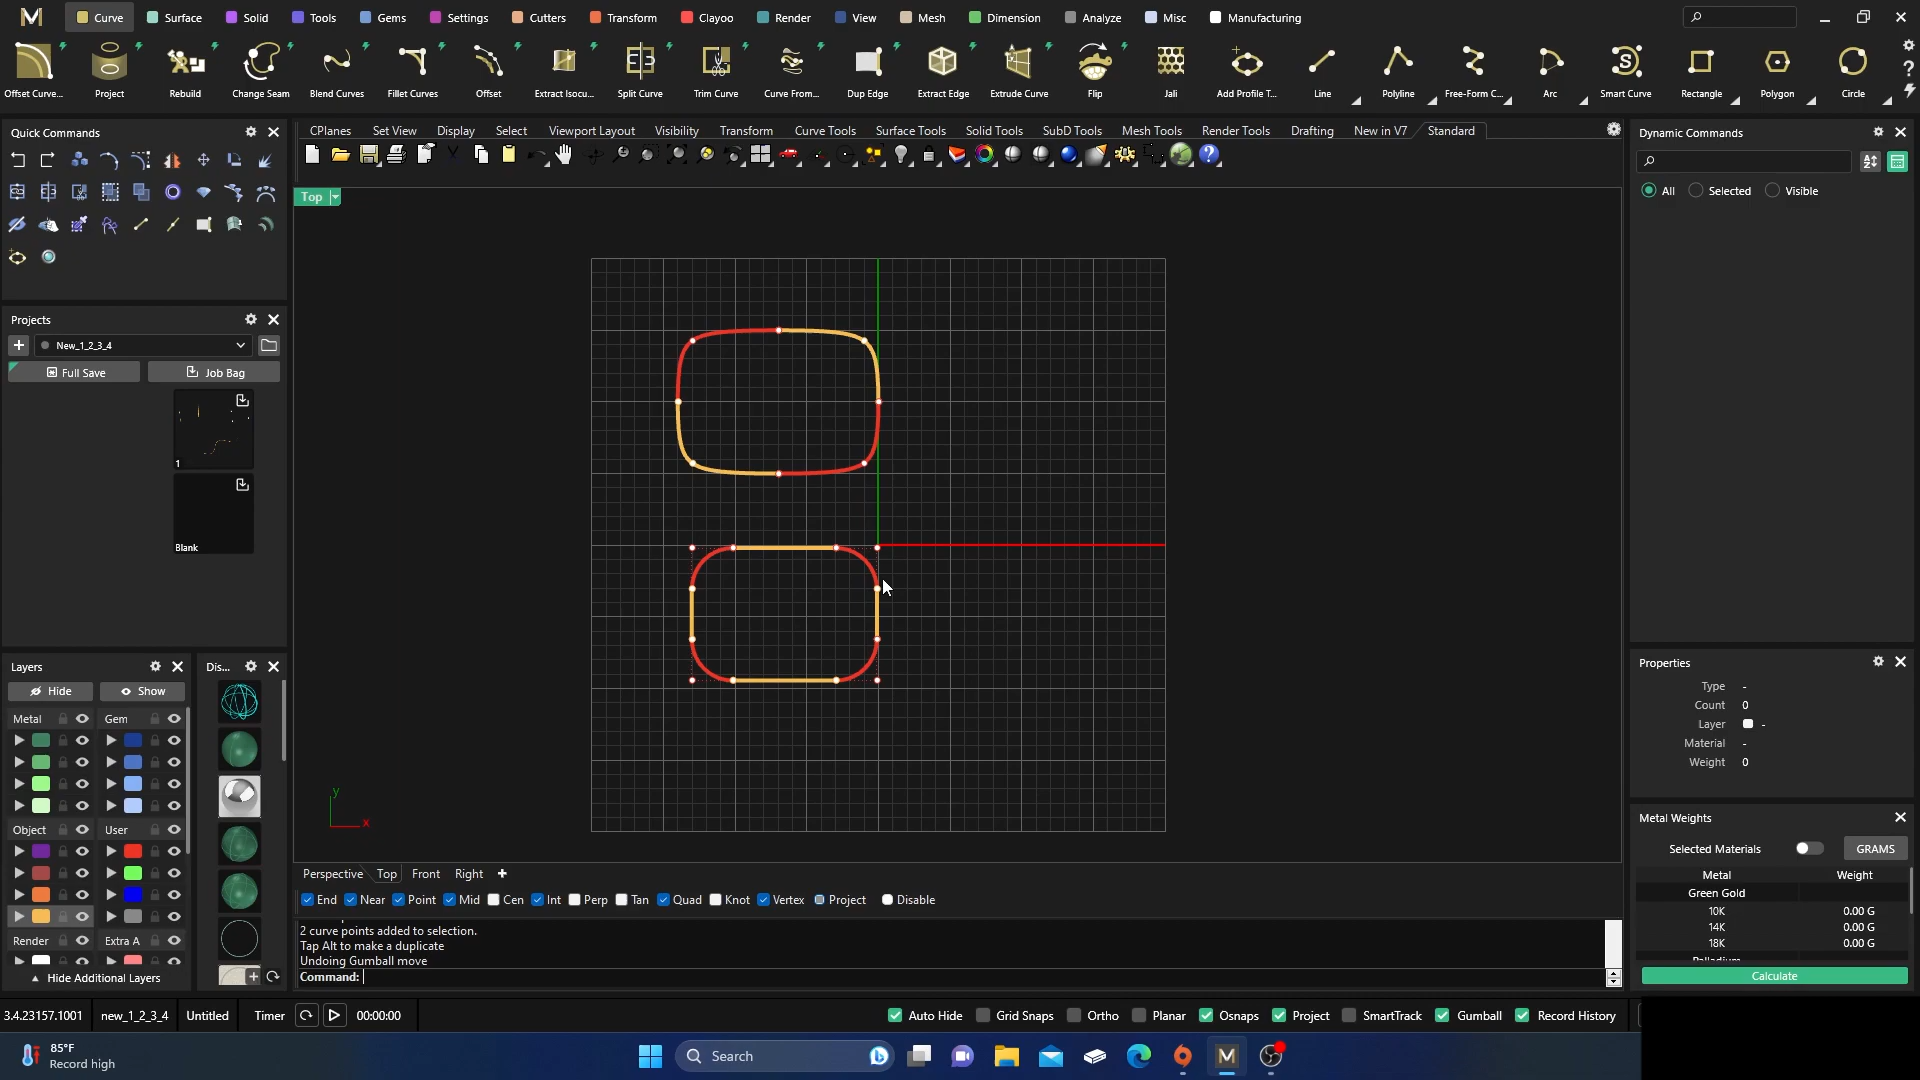 Curve Surface Solid Tools Gems Settings Cutters Transform Clayoo Render View Mesh Dimension Analyze Misc Manufacturing
Offset Curve... Project Rebuild Change Seam Blend Curves Fillet Curves Offset Extract Isocu... Split Curve Trim Curve Curve From... Dup Edge Extract Edge Extrude Curve Flip Jali Add Profile T... Line Polyline Free-Form C... Arc Smart Curve Rectangle Polygon Circle
Quick Commands
CPlanes Set View Display Select Viewport Layout Visibility Transform Curve Tools Surface Tools Solid Tools SubD Tools Mesh Tools Render Tools Drafting New in V7 Standard
Dynamic Commands
All Selected Visible
Top
Projects
New_1_2_3_4
Full Save Job Bag
1
Blank
Layers
Hide Show
Metal Gem
Object User
Render Extra A
Hide Additional Layers
Dis...
y
x
Perspective Top Front Right
End Near Point Mid Cen Int Perp Tan Quad Knot Vertex Project Disable
2 curve points added to selection.
Tap Alt to make a duplicate
Undoing Gumball move
Command:
Properties
Type -
Count 0
Layer -
Material -
Weight 0
Metal Weights
Selected Materials GRAMS
Metal Weight
Green Gold
10K 0.00 G
14K 0.00 G
18K 0.00 G
Calculate
3.4.23157.1001 new_1_2_3_4 Untitled Timer 00:00:00 Auto Hide Grid Snaps Ortho Planar Osnaps Project SmartTrack Gumball Record History
85°F
Record high
Search